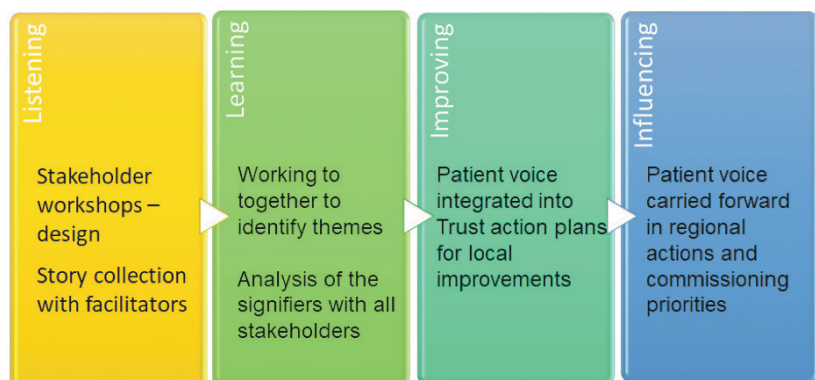 Listening
Stakeholder
workshops –
design
Story collection
with facilitators
Learning
Working to
together to
identify themes
Analysis of the
signifiers with all
stakeholders
Improving
Patient voice
integrated into
Trust action plans
for local
improvements
Influencing
Patient voice
carried forward
in regional
actions and
commissioning
priorities